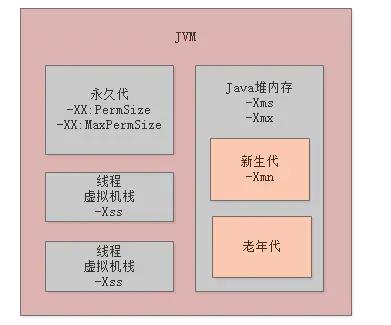 JVM
永久代
-XX:PermSize
-XX:MaxPermSize
线程
虚拟机栈
-Xss
线程
虚拟机栈
-Xss
Java堆内存
-Xms
-Xmx
新生代
-Xmn
老年代